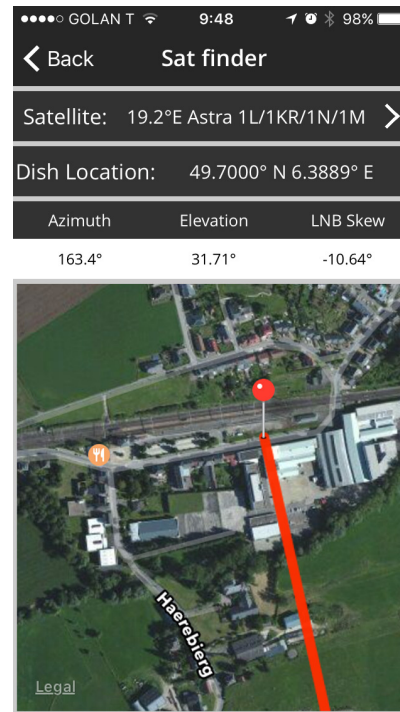 GOLAN T 9:48 98%
Back Sat finder
Satellite: 19.2°E Astra 1L/1KR/1N/1M
Dish Location: 49.7000° N 6.3889° E
Azimuth Elevation LNB Skew
163.4° 31.71° -10.64°
Haerebierg
Legal